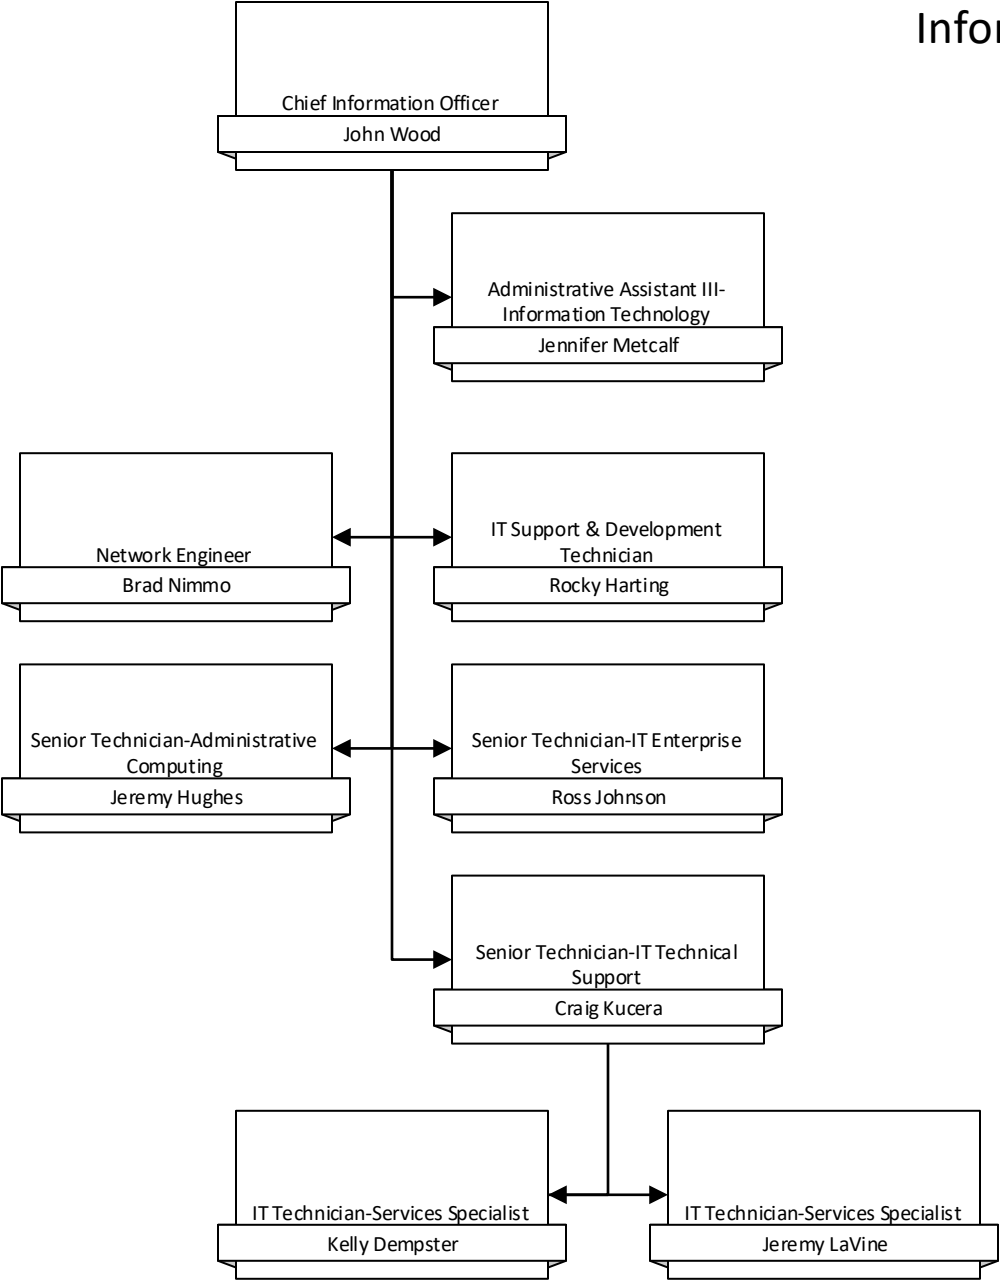 Infor
Chief Information Officer
John Wood
Administrative Assistant III-
Information Technology
Jennifer Metcalf
Network Engineer
Brad Nimmo
IT Support & Development
Technician
Rocky Harting
Senior Technician-Administrative
Computing
Jeremy Hughes
Senior Technician-IT Enterprise
Services
Ross Johnson
Senior Technician-IT Technical
Support
Craig Kucera
IT Technician-Services Specialist
Kelly Dempster
IT Technician-Services Specialist
Jeremy LaVine